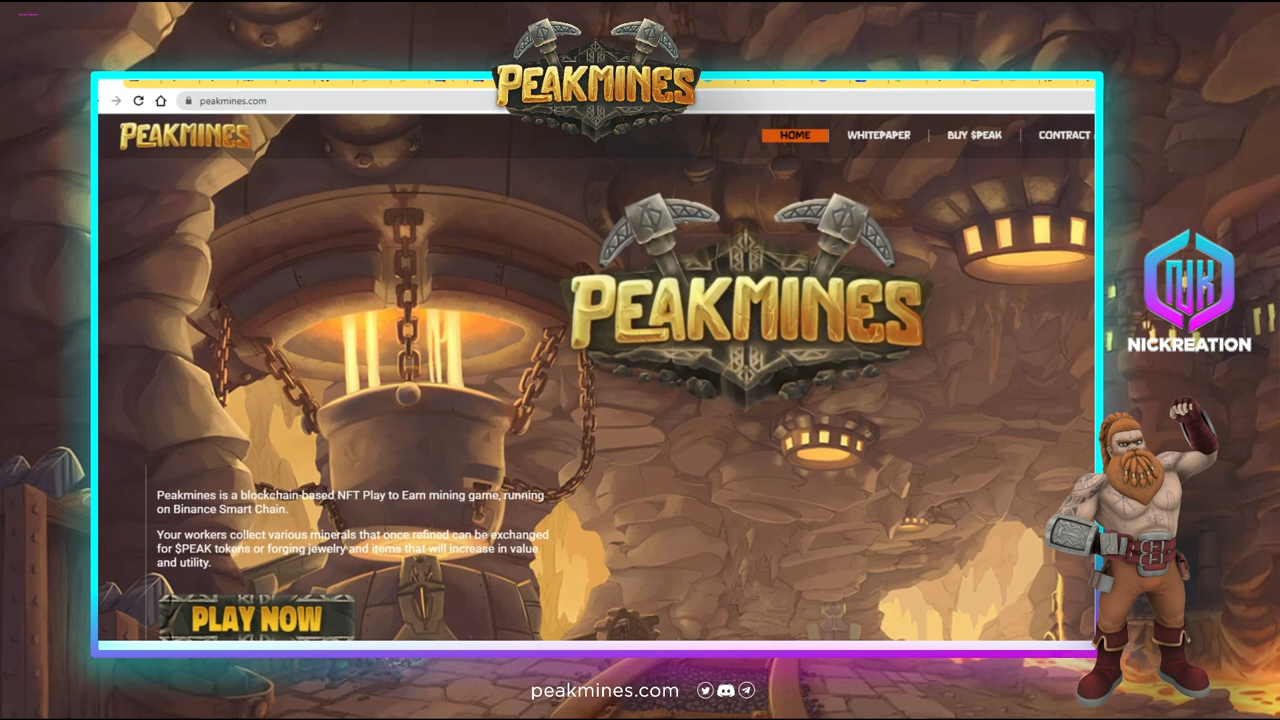 PEAKMINES
peakmines.com
PEAKMINES
HOME
WHITEPAPER
BUY $PEAK
CONTRACT
PEAKMINES
NK
NICKREATION
Peakmines is a blockchain-based NFT Play to Earn mining game, running
on Binance Smart Chain.
Your workers collect various minerals that once refined can be exchanged
for $PEAK tokens or forging jewelry and items that will increase in value
and utility.
PLAY NOW
peakmines.com